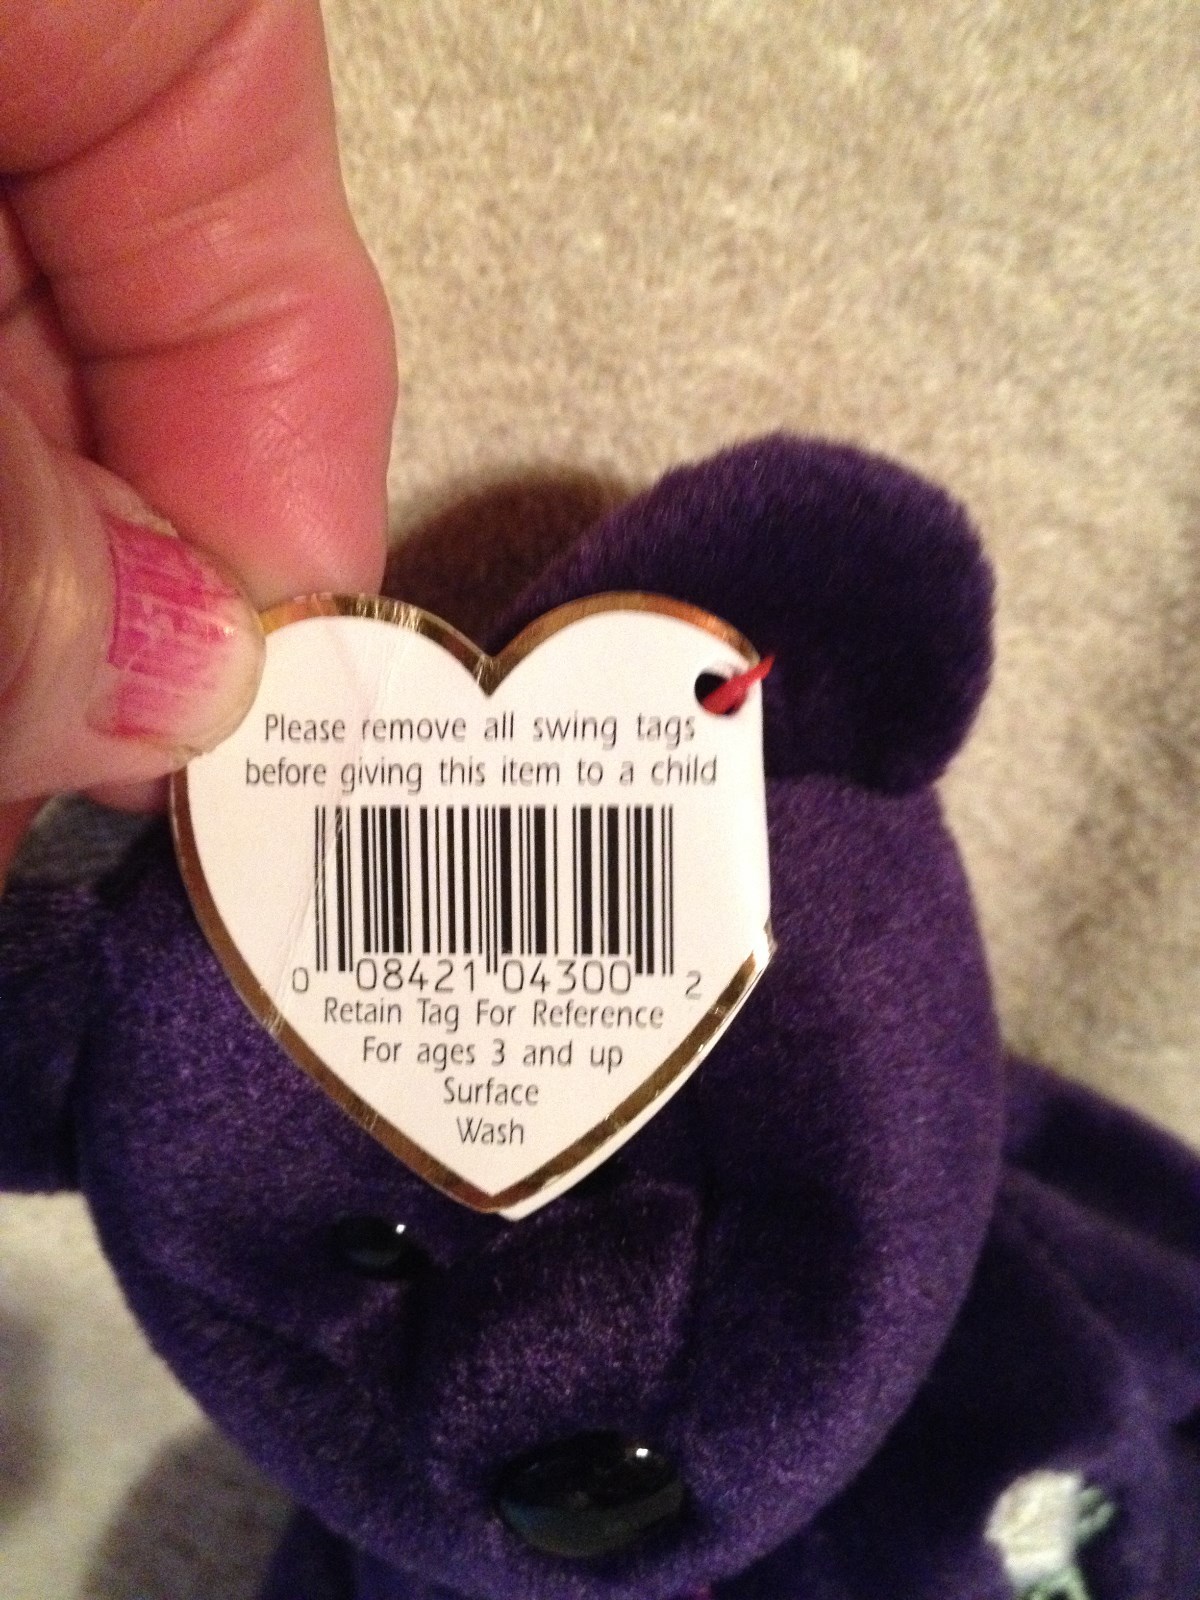 Please remove all swing tags
before giving this item to a child
0 08421 04300 2
Retain Tag For Reference
For ages 3 and up
Surface
Wash